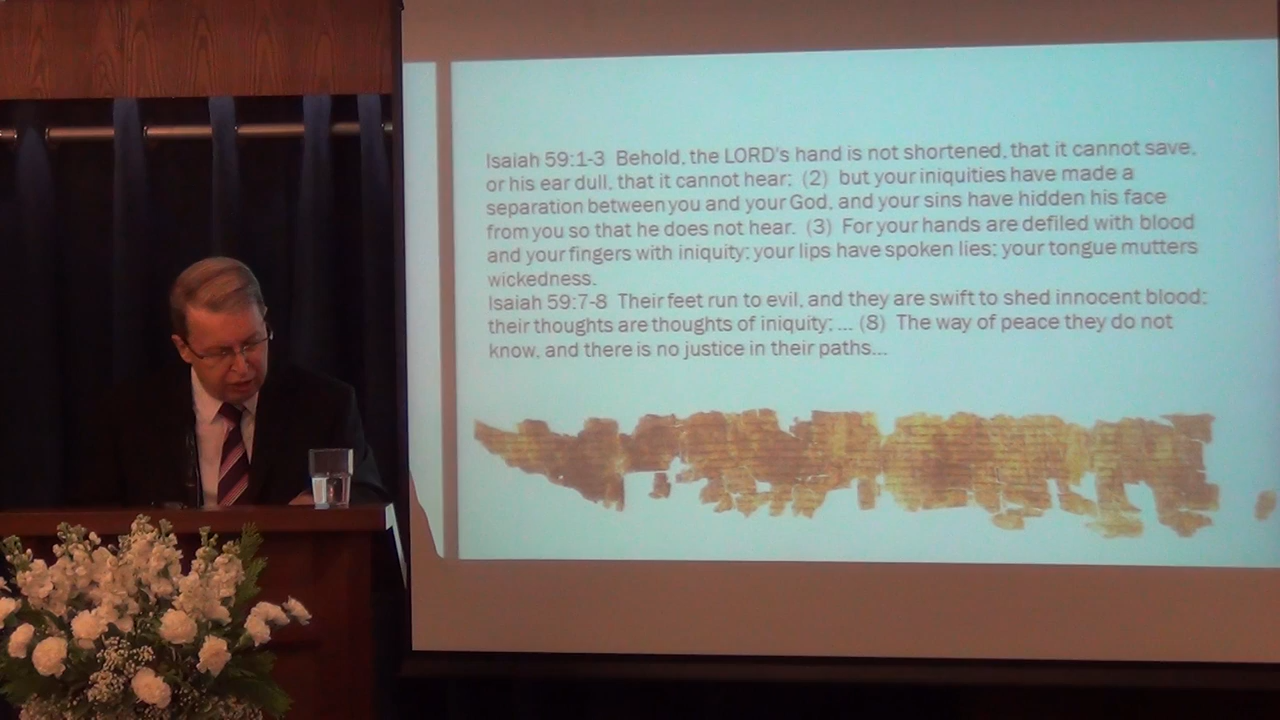 Isaiah 59:1-3 Behold, the LORD's hand is not shortened, that it cannot save,
or his ear dull, that it cannot hear; (2) but your iniquities have made a
separation between you and your God, and your sins have hidden his face
from you so that he does not hear. (3) For your hands are defiled with blood
and your fingers with iniquity; your lips have spoken lies; your tongue mutters
wickedness.
Isaiah 59:7-8 Their feet run to evil, and they are swift to shed innocent blood;
their thoughts are thoughts of iniquity; ... (8) The way of peace they do not
know, and there is no justice in their paths...